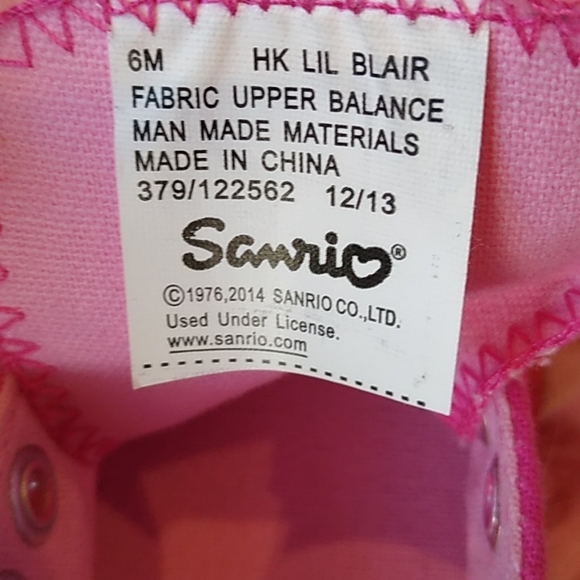 6M HK LIL BLAIR
FABRIC UPPER BALANCE
MAN MADE MATERIALS
MADE IN CHINA
379/122562 12/13
Sanrio®
©1976,2014 SANRIO CO.,LTD.
Used Under License.
www.sanrio.com